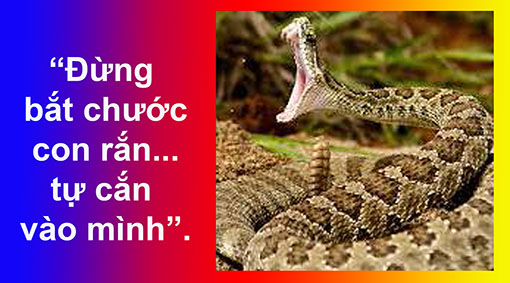 “Đừng
bắt chước
con rắn...
tự cắn
vào mình”.